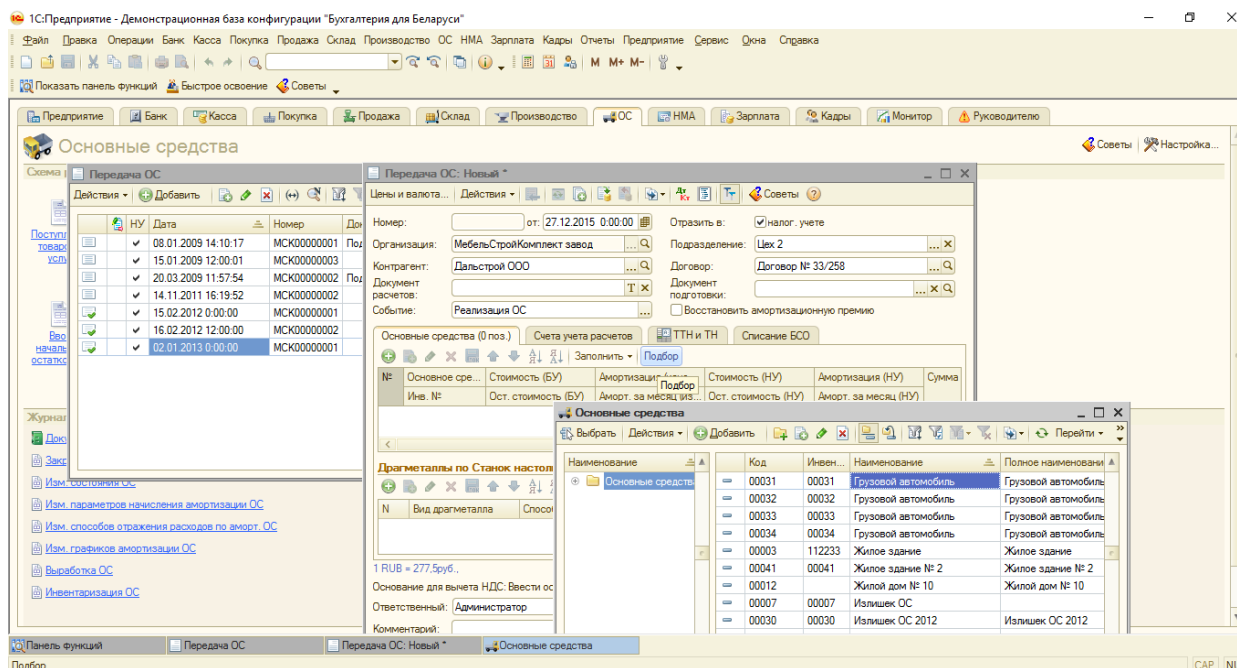 1С:Предприятие - Демонстрационная база конфигурации "Бухгалтерия для Беларуси"
Файл Правка Операции Банк Касса Покупка Продажа Склад Производство ОС НМА Зарплата Кадры Отчеты Предприятие Сервис Окна Справка
M M+ M-
Показать панель функций Быстрое освоение Советы
Предприятие Банк Касса Покупка Продажа Склад Производство ОС НМА Зарплата Кадры Монитор Руководителю
Основные средства
Советы Настройка...
Схема
Передача ОС
Действия Добавить
НУ Дата Номер
08.01.2009 14:10:17 МСК00000001
15.01.2009 12:00:01 МСК00000003
20.03.2009 11:57:54 МСК00000002
14.11.2011 16:19:52 МСК00000002
15.02.2012 0:00:00 МСК00000001
16.02.2012 12:00:00 МСК00000002
02.01.2013 0:00:00 МСК00000001
Передача ОС: Новый *
Цены и валюта... Действия Дт Кт Советы
Номер: от: 27.12.2015 0:00:00 Отразить в: налог. учете
Организация: МебельСтройКомплект завод Подразделение: Цех 2
Контрагент: Дальстрой ООО Договор: Договор № 33/258
Документ расчетов: Документ подготовки:
Событие: Реализация ОС Восстановить амортизационную премию
Основные средства (0 поз.) Счета учета расчетов ТТН и ТН Списание БСО
Заполнить Подбор
№ Основное сре... Стоимость (БУ) Стоимость (НУ) Амортизация (НУ) Сумма
Подбор
Инв. № Ост. стоимость (БУ) Аморт. за месяц Ост. стоимость (НУ) Аморт. за месяц (НУ)
Драгметаллы по Станок
N Вид драгметалла
1 RUB = 277,5руб.,
Основание для вычета НДС: Ввести
Ответственный: Администратор
Комментарий:
Основные средства
Выбрать Действия Добавить Перейти
Наименование
Основные
Код Инвен... Наименование Полное
00031 00031 Грузовой автомобиль Грузовой
00032 00032 Грузовой автомобиль Грузовой
00033 00033 Грузовой автомобиль Грузовой
00034 00034 Грузовой автомобиль Грузовой
00003 112233 Жилое здание Жилое здание
00041 00041 Жилое здание № 2 Жилое здание № 2
00012 Жилой дом № 10 Жилой дом № 10
00007 00007 Излишек ОС
00030 00030 Излишек ОС 2012 Излишек ОС 2012
Изм. состояния ОС
Изм. параметров начисления амортизации ОС
Изм. способов отражения расходов по аморт. ОС
Изм. графиков амортизации ОС
Выработка ОС
Инвентаризация ОС
Панель функций Передача ОС Передача ОС: Новый * Основные средства
Подбор
CAP